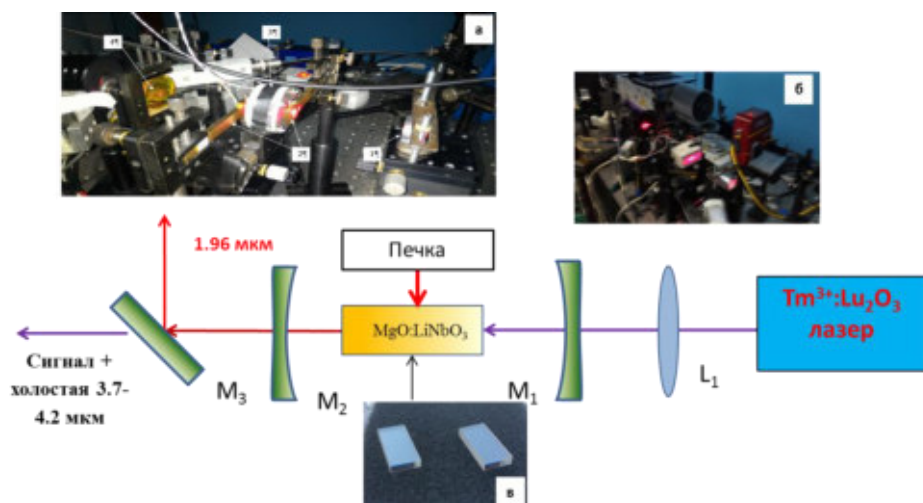 а
б
1.96 мкм
Печка
MgO:LiNbO₃
Tm³⁺:Lu₂O₃
лазер
Сигнал +
холостая 3.7-
4.2 мкм
M₃
M₂
M₁
L₁
в